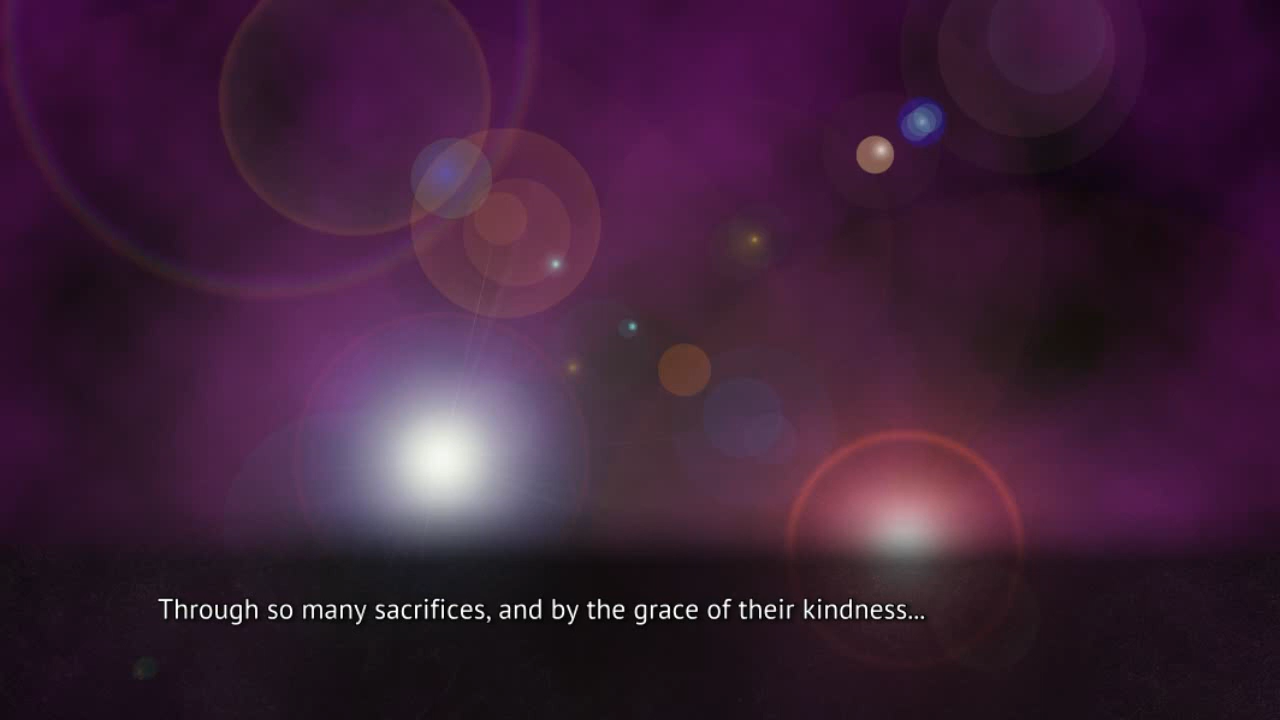 Through so many sacrifices, and by the grace of their kindness...